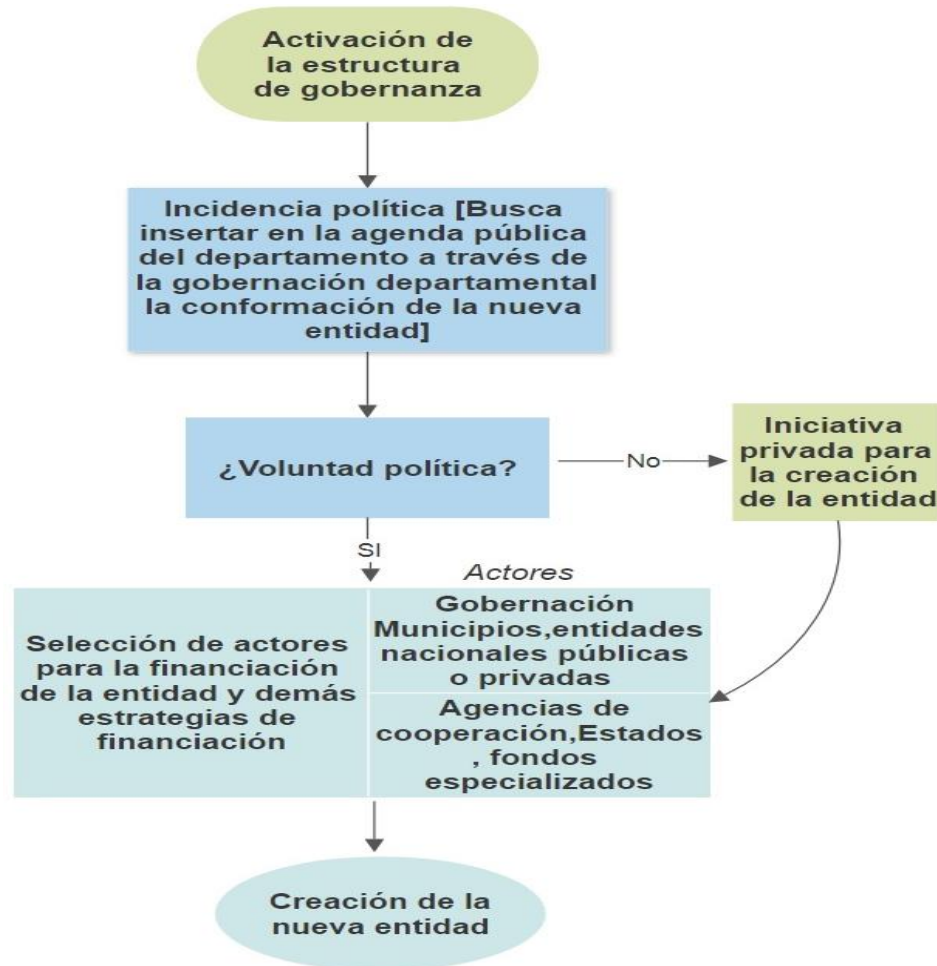 Activación de
la estructura
de gobernanza
Incidencia política [Busca
insertar en la agenda pública
del departamento a través de
la gobernación departamental
la conformación de la nueva
entidad]
¿Voluntad política?
No
Iniciativa
privada para
la creación
de la entidad
SI
Actores
Selección de actores
para la financiación
de la entidad y demás
estrategias de
financiación
Gobernación
Municipios,entidades
nacionales públicas
o privadas
Agencias de
cooperación,Estados
, fondos
especializados
Creación de la
nueva entidad